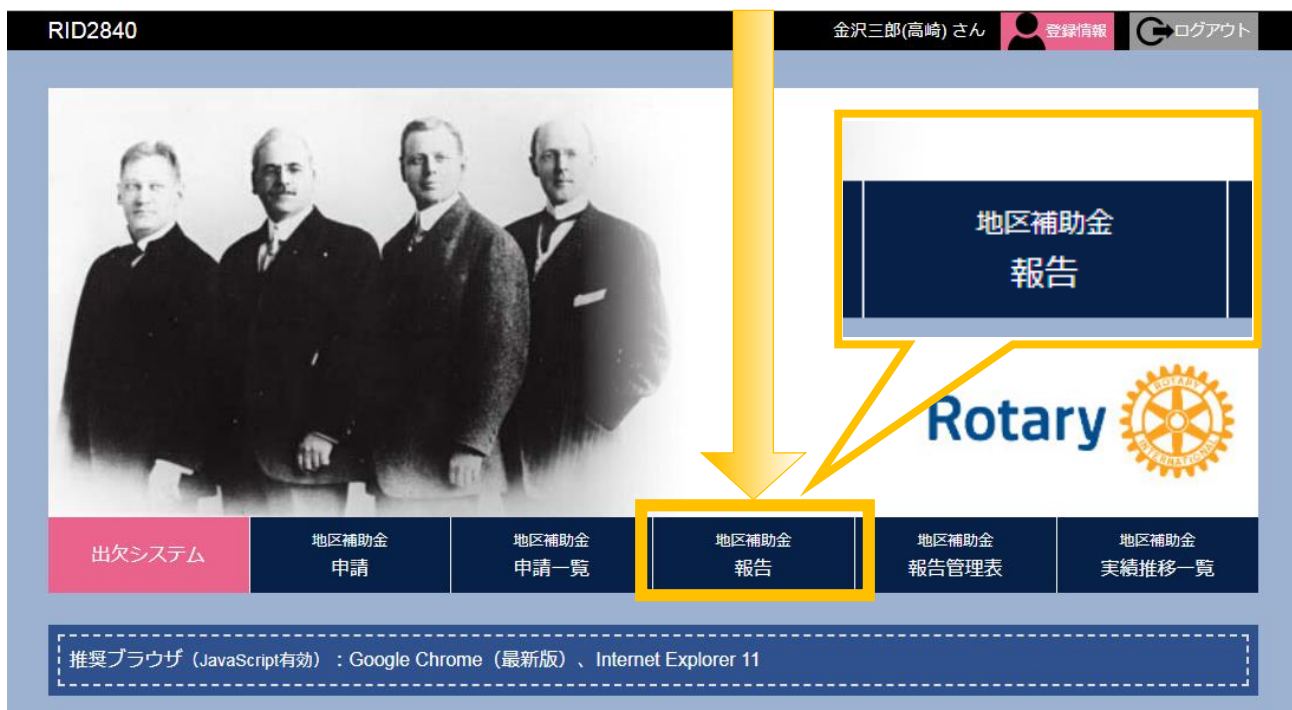 RID2840
金沢三郎(高崎) さん
登録情報
ログアウト
地区補助金
報告
Rotary
ROTARY
INTERNATIONAL
出欠システム
地区補助金
申請
地区補助金
申請一覧
地区補助金
報告
地区補助金
報告管理表
地区補助金
実績推移一覧
推奨ブラウザ（JavaScript有効）：Google Chrome（最新版）、Internet Explorer 11